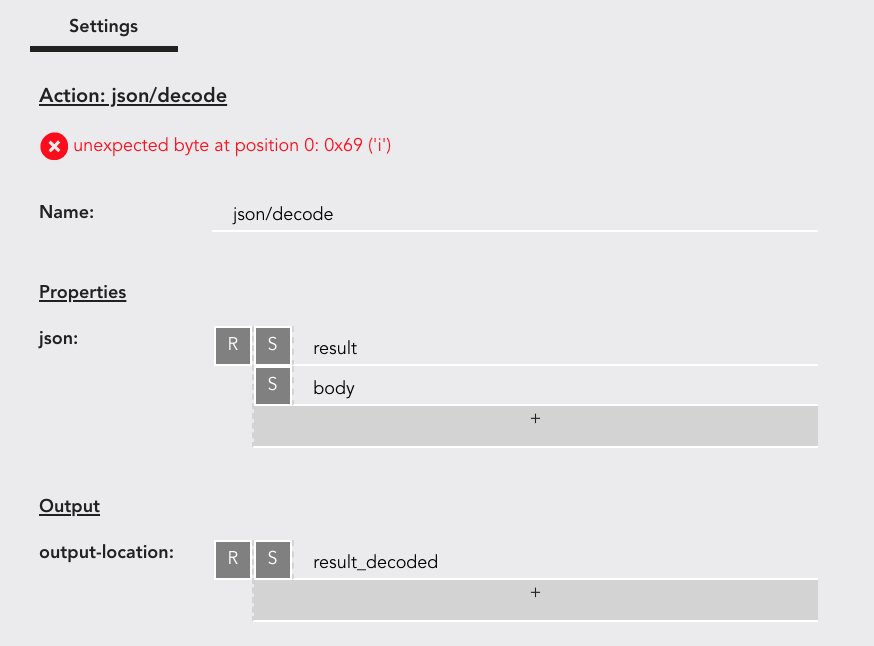 Settings
Action: json/decode
unexpected byte at position 0: 0x69 ('i')
Name: json/decode
Properties
json: R S result
S body
+
Output
output-location: R S result_decoded
+